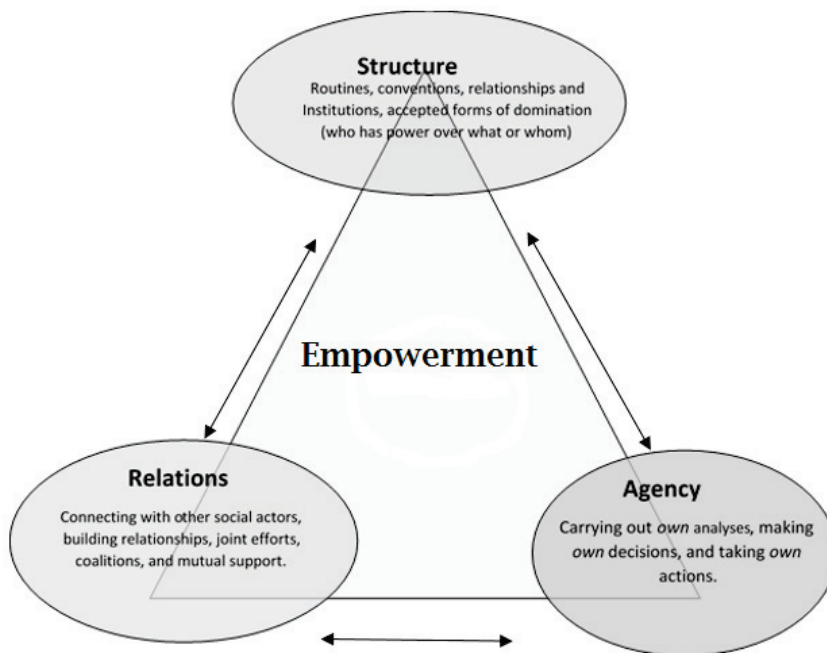 Structure
Routines, conventions, relationships and
Institutions, accepted forms of domination
(who has power over what or whom)
Empowerment
Relations
Connecting with other social actors,
building relationships, joint efforts,
coalitions, and mutual support.
Agency
Carrying out own analyses, making
own decisions, and taking own
actions.